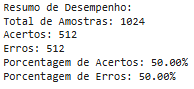 Resumo de Desempenho:
Total de Amostras: 1024
Acertos: 512
Erros: 512
Porcentagem de Acertos: 50.00%
Porcentagem de Erros: 50.00%